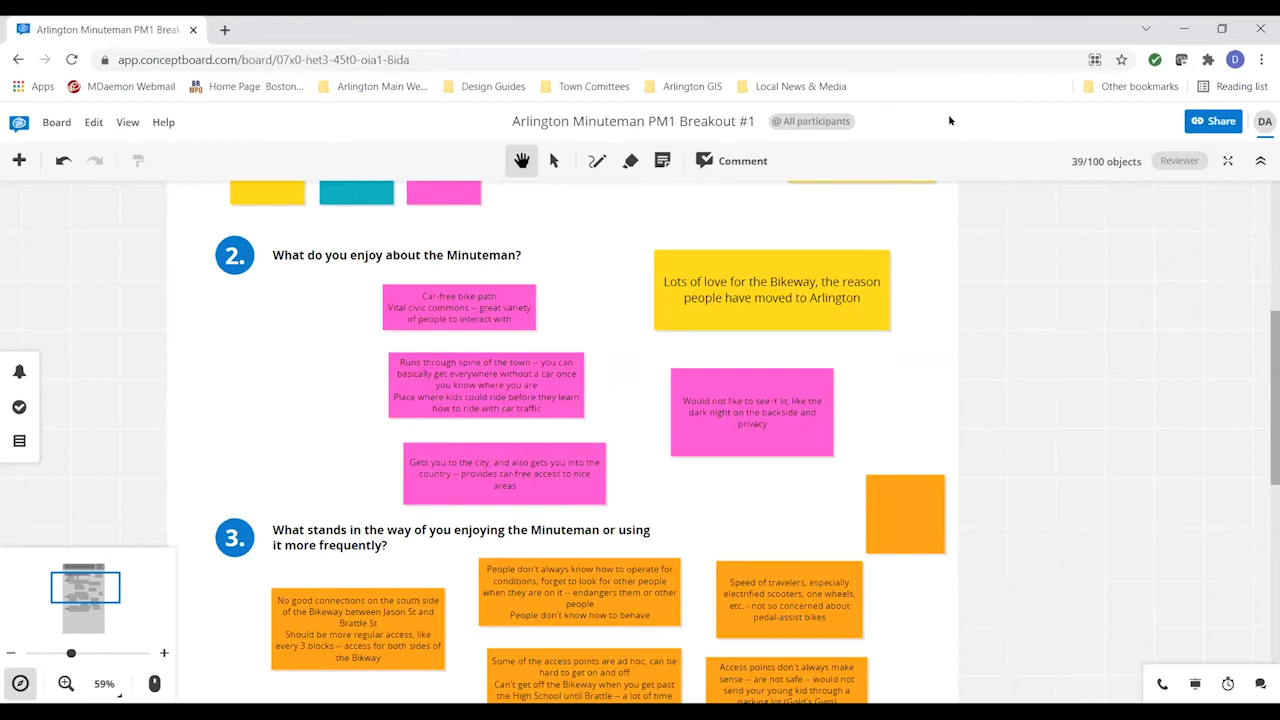 Arlington Minuteman PM1 Break
app.conceptboard.com/board/07x0-het3-45t0-oia1-8ida
D
Apps
MDaemon Webmail
BR MPO
Home Page Boston...
Arlington Main We...
Design Guides
Town Comittees
Arlington GIS
Local News & Media
Other bookmarks
Reading list
Board
Edit
View
Help
Arlington Minuteman PM1 Breakout #1
@ All participants
Share
DA
Comment
39/100 objects
Reviewer
2.
What do you enjoy about the Minuteman?
Car-free bike path
Vital civic commons -- great variety
of people to interact with
Lots of love for the Bikeway, the reason
people have moved to Arlington
Runs through spine of the town -- you can
basically get everywhere without a car once
you know where you are
Place where kids could ride before they learn
how to ride with car traffic
Would not like to see it lit, like the
dark night on the backside and
privacy
Gets you to the city, and also gets you into the
country -- provides car-free access to nice
areas
3.
What stands in the way of you enjoying the Minuteman or using
it more frequently?
No good connections on the south side
of the Bikeway between Jason St and
Brattle St
Should be more regular access, like
every 3 blocks -- access for both sides of
the Bikway
People don't always know how to operate for
conditions; forget to look for other people
when they are on it -- endangers them or other
people
People don't know how to behave
Speed of travelers, especially
electrified scooters, one wheels,
etc. - not so concerned about
pedal-assist bikes
Some of the access points are ad hoc, can be
hard to get on and off
Can't get off the Bikeway when you get past
the High School until Brattle -- a lot of time
Access points don't always make
sense -- are not safe -- would not
send your young kid through a
parking lot (Gold's Gym)
59%